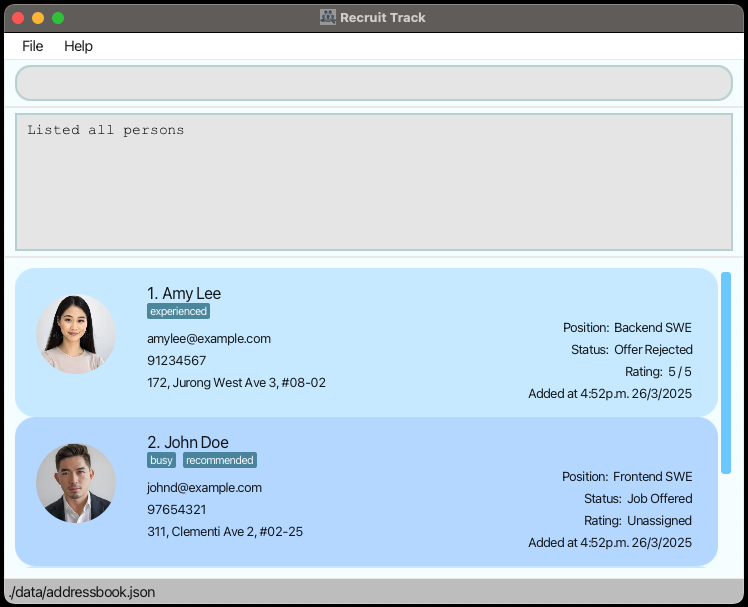 Recruit Track
File Help
Listed all persons
1. Amy Lee
experienced
amylee@example.com
91234567
172, Jurong West Ave 3, #08-02
Position: Backend SWE
Status: Offer Rejected
Rating: 5 / 5
Added at 4:52p.m. 26/3/2025
2. John Doe
busy recommended
johnd@example.com
97654321
311, Clementi Ave 2, #02-25
Position: Frontend SWE
Status: Job Offered
Rating: Unassigned
Added at 4:52p.m. 26/3/2025
./data/addressbook.json